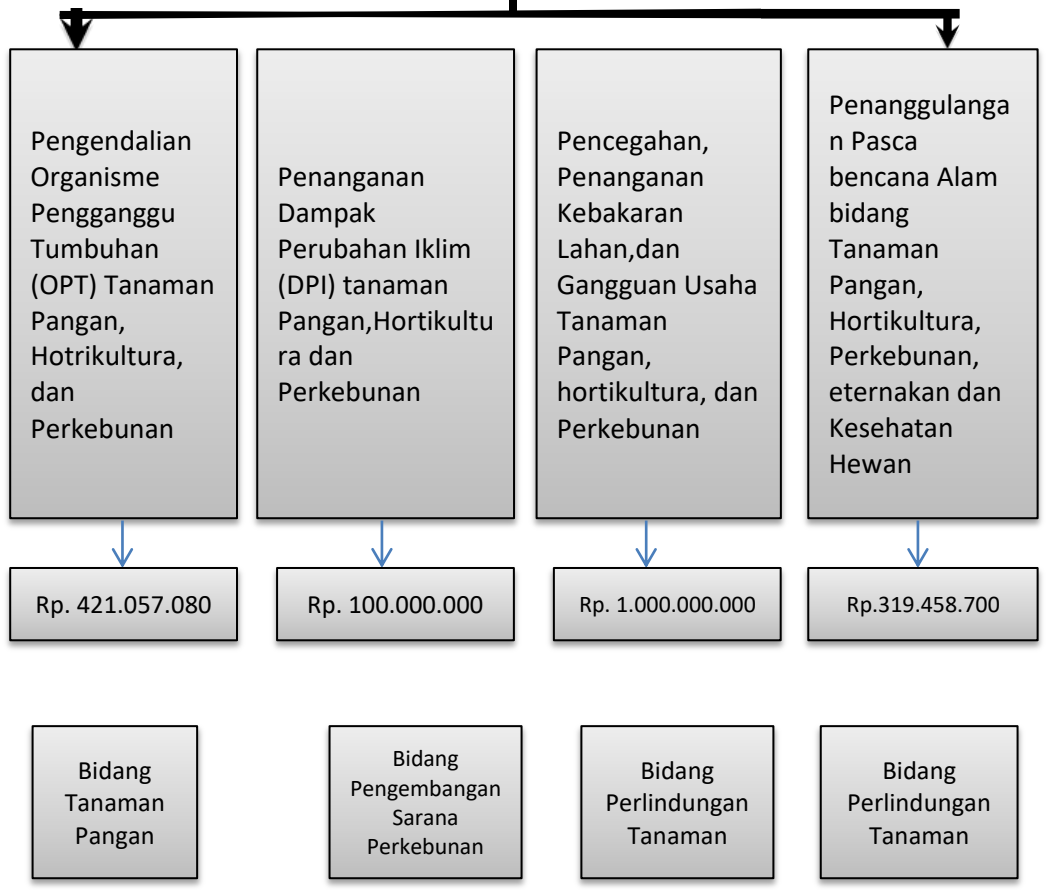 Pengendalian
Organisme
Pengganggu
Tumbuhan
(OPT) Tanaman
Pangan,
Hotrikultura,
dan
Perkebunan
Penanganan
Dampak
Perubahan Iklim
(DPI) tanaman
Pangan,Hortikultu
ra dan
Perkebunan
Pencegahan,
Penanganan
Kebakaran
Lahan,dan
Gangguan Usaha
Tanaman
Pangan,
hortikultura, dan
Perkebunan
Penanggulanga
n Pasca
bencana Alam
bidang
Tanaman
Pangan,
Hortikultura,
Perkebunan,
eternakan dan
Kesehatan
Hewan
Rp. 421.057.080
Rp. 100.000.000
Rp. 1.000.000.000
Rp.319.458.700
Bidang
Tanaman
Pangan
Bidang
Pengembangan
Sarana
Perkebunan
Bidang
Perlindungan
Tanaman
Bidang
Perlindungan
Tanaman